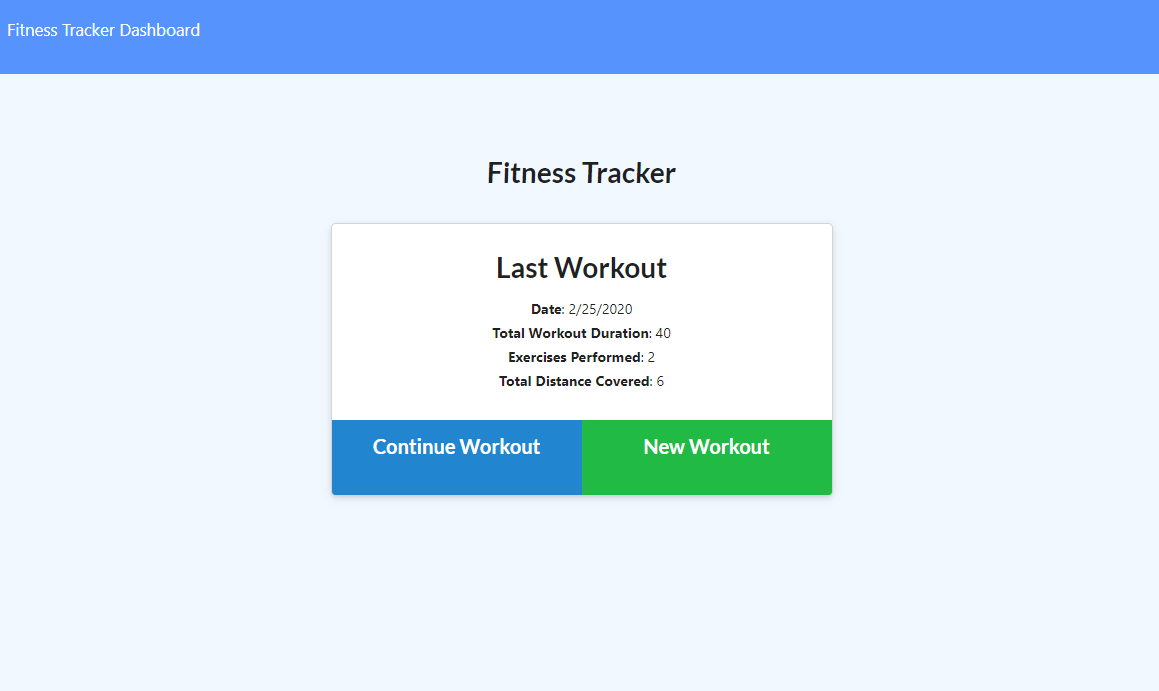 Fitness Tracker Dashboard
Fitness Tracker
Last Workout
Date: 2/25/2020
Total Workout Duration: 40
Exercises Performed: 2
Total Distance Covered: 6
Continue Workout
New Workout